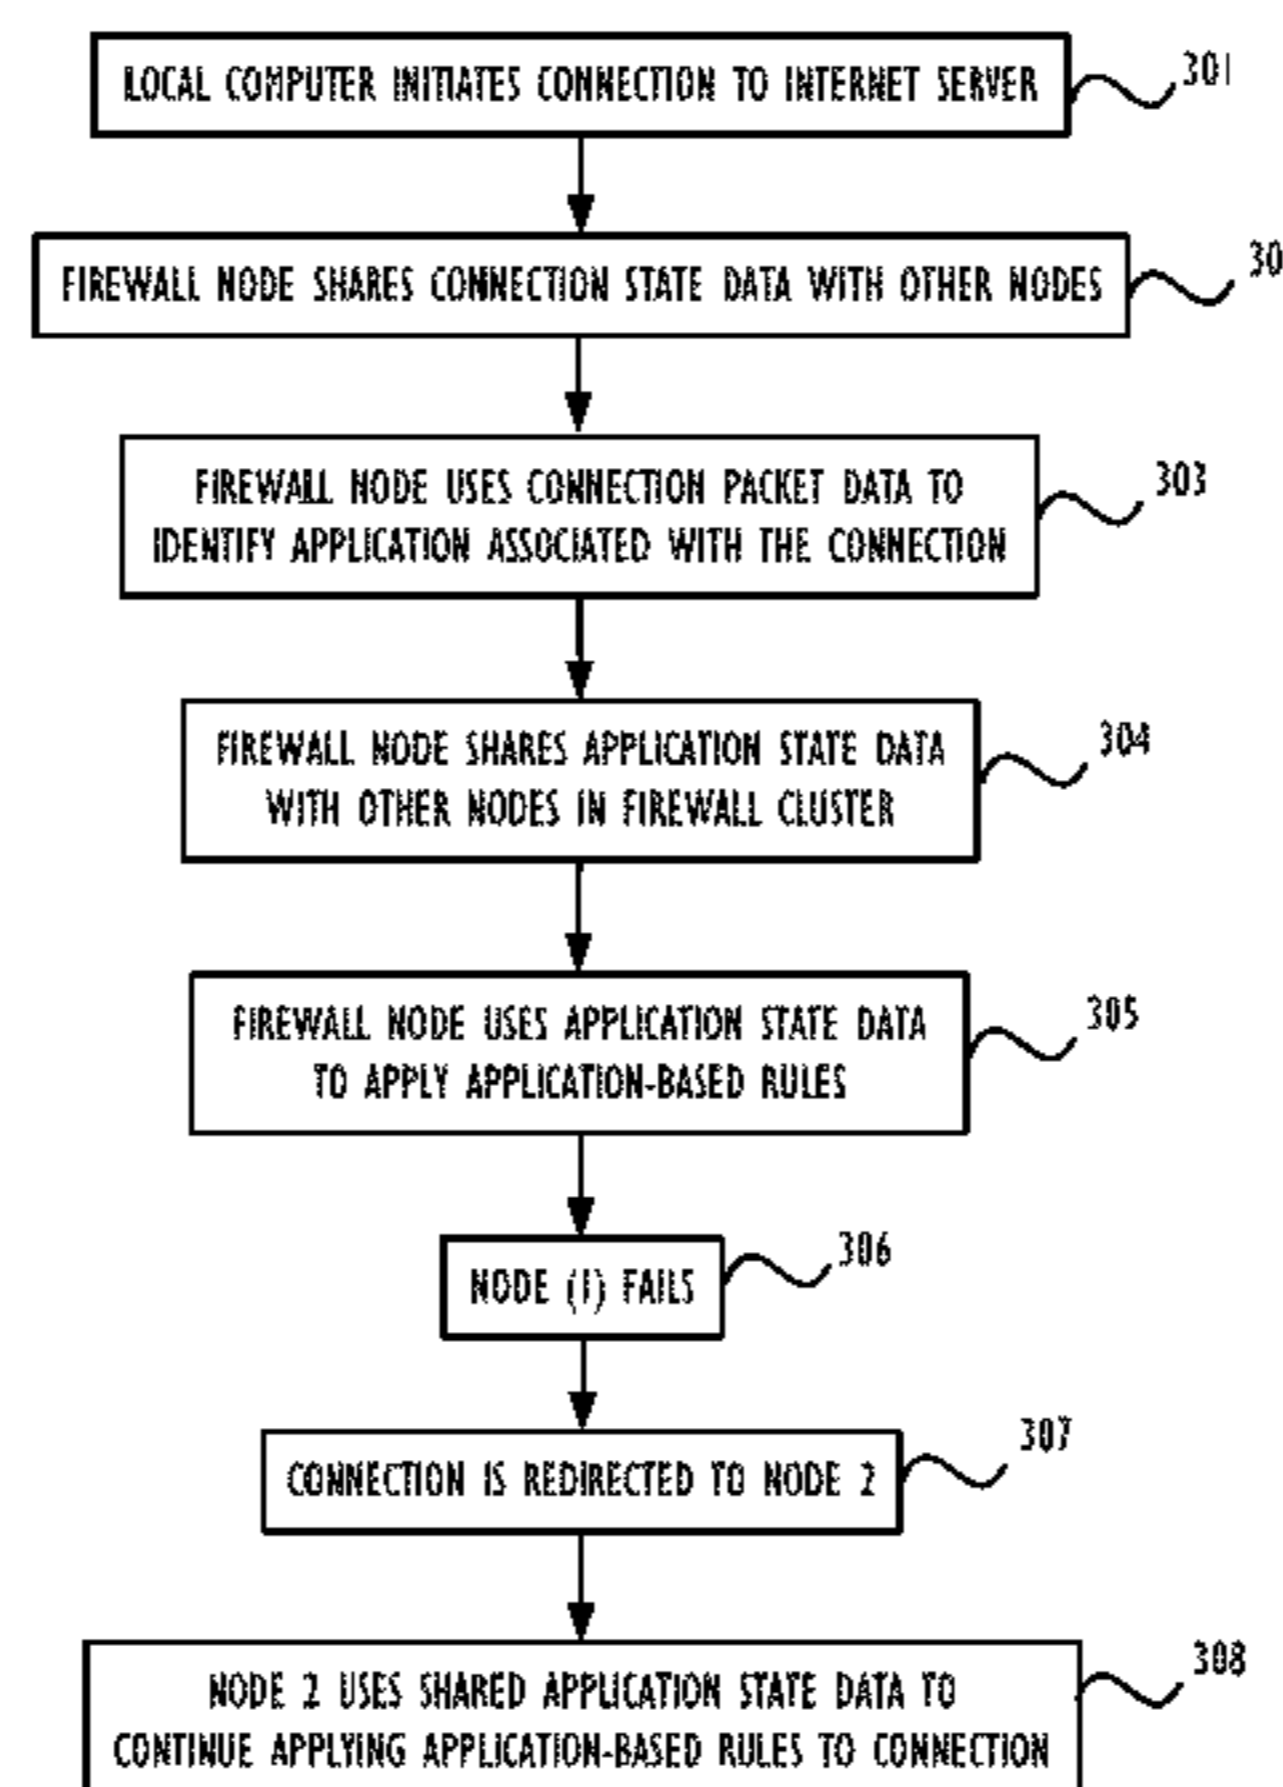 LOCAL COMPUTER INITIATES CONNECTION TO INTERNET SERVER
301
FIREWALL NODE SHARES CONNECTION STATE DATA WITH OTHER NODES
30
FIREWALL NODE USES CONNECTION PACKET DATA TO
IDENTIFY APPLICATION ASSOCIATED WITH THE CONNECTION
303
FIREWALL NODE SHARES APPLICATION STATE DATA
WITH OTHER NODES IN FIREWALL CLUSTER
304
FIREWALL NODE USES APPLICATION STATE DATA
TO APPLY APPLICATION-BASED RULES
305
NODE (1) FAILS
306
CONNECTION IS REDIRECTED TO NODE 2
307
NODE 2 USES SHARED APPLICATION STATE DATA TO
CONTINUE APPLYING APPLICATION-BASED RULES TO CONNECTION
308